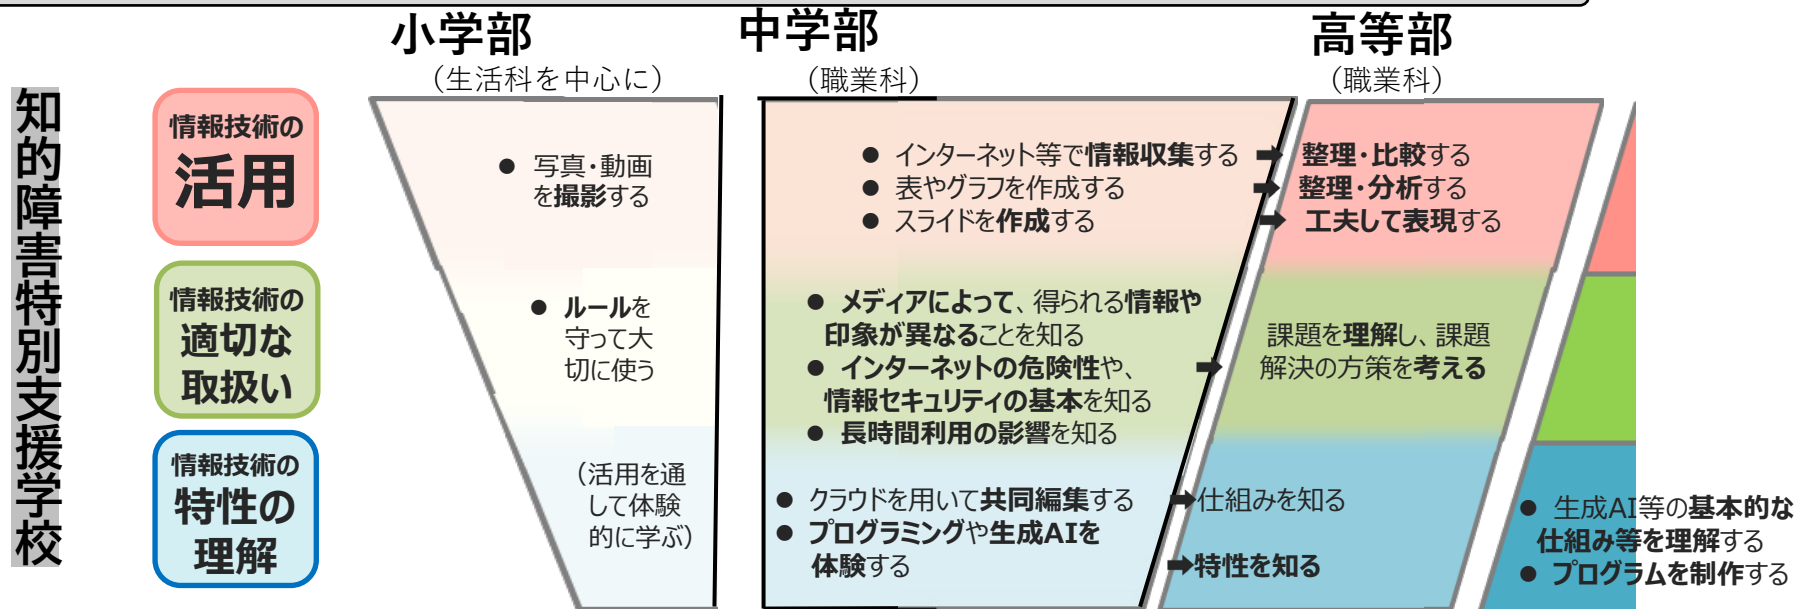 小学部
(生活科を中心に)
中学部
(職業科)
高等部
(職業科)
知的障害特別支援学校
情報技術の
活用
● 写真・動画
を撮影する
● インターネット等で情報収集する
● 表やグラフを作成する
● スライドを作成する
➡ 整理・比較する
➡ 整理・分析する
➡ 工夫して表現する
情報技術の
適切な
取扱い
● ルールを
守って大
切に使う
● メディアによって、得られる情報や
印象が異なることを知る
● インターネットの危険性や、
情報セキュリティの基本を知る
● 長時間利用の影響を知る
➡ 課題を理解し、課題
解決の方策を考える
情報技術の
特性の
理解
(活用を通
して体験
的に学ぶ)
● クラウドを用いて共同編集する
● プログラミングや生成AIを
体験する
➡仕組みを知る
➡特性を知る
● 生成AI等の基本的な
仕組み等を理解する
● プログラムを制作する